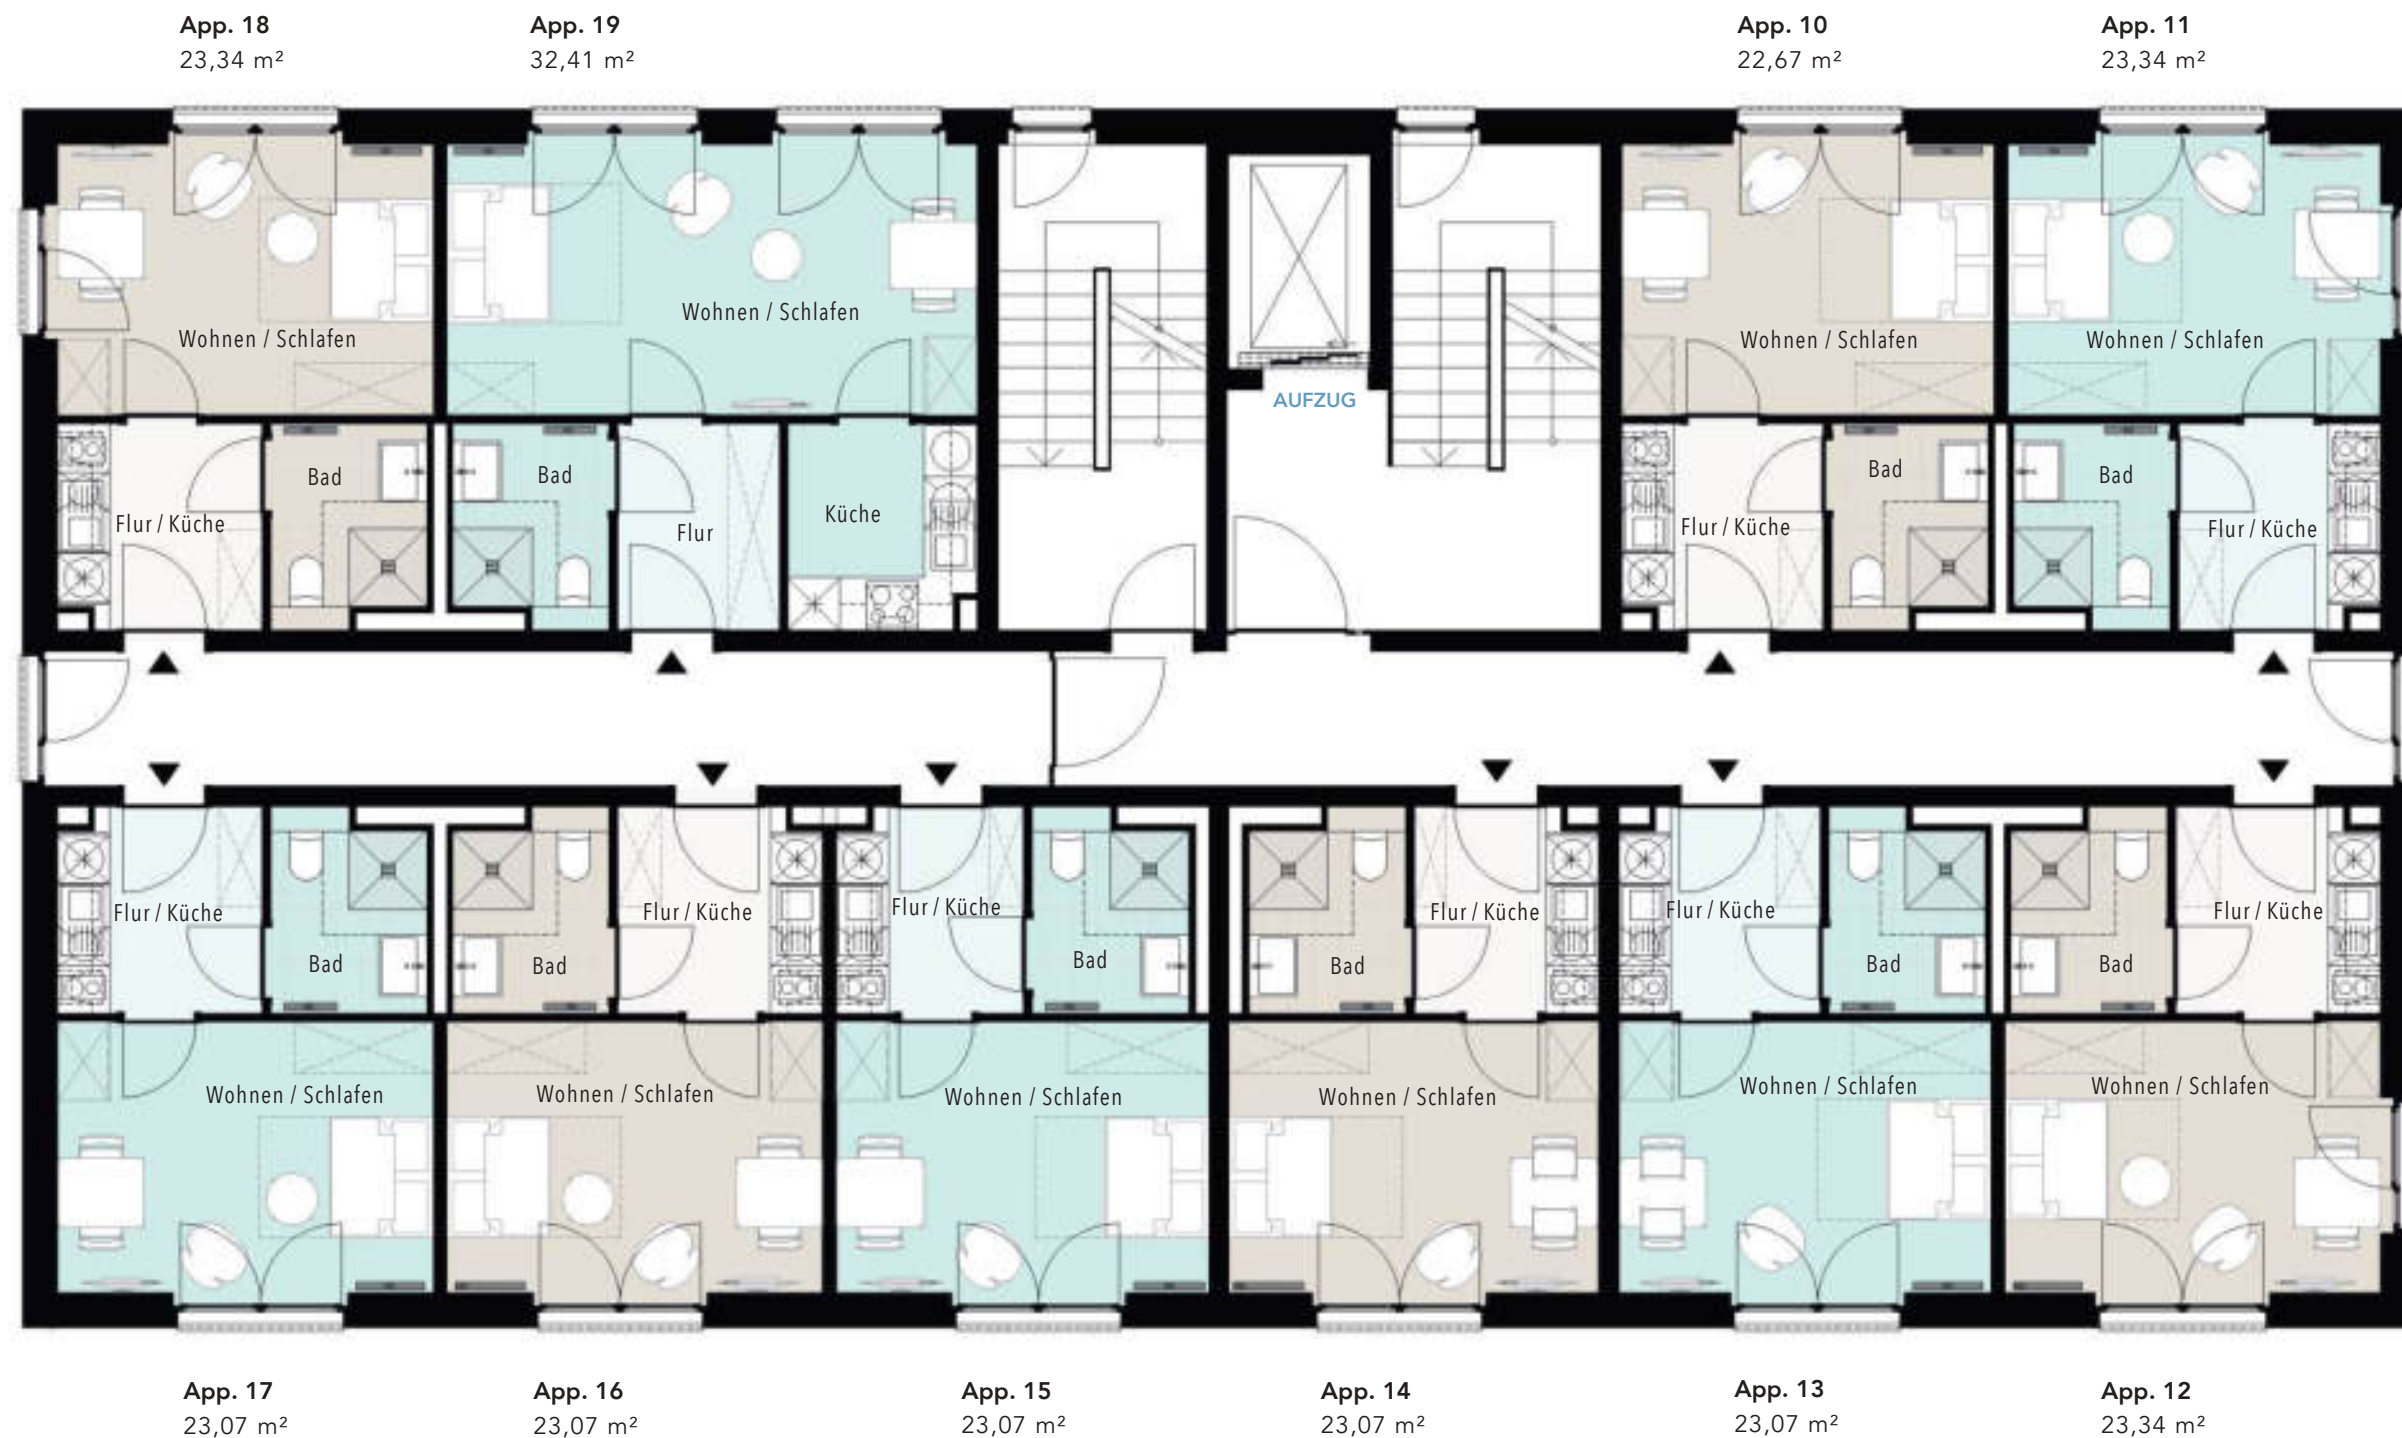 App. 18
23,34 m²
App. 19
32,41 m²
App. 10
22,67 m²
App. 11
23,34 m²
Wohnen / Schlafen
Wohnen / Schlafen
Wohnen / Schlafen
Wohnen / Schlafen
AUFZUG
Bad
Flur / Küche
Bad
Flur
Küche
Bad
Flur / Küche
Bad
Flur / Küche
Flur / Küche
Bad
Bad
Flur / Küche
Flur / Küche
Bad
Bad
Flur / Küche
Flur / Küche
Bad
Bad
Flur / Küche
Wohnen / Schlafen
Wohnen / Schlafen
Wohnen / Schlafen
Wohnen / Schlafen
Wohnen / Schlafen
Wohnen / Schlafen
App. 17
23,07 m²
App. 16
23,07 m²
App. 15
23,07 m²
App. 14
23,07 m²
App. 13
23,07 m²
App. 12
23,34 m²